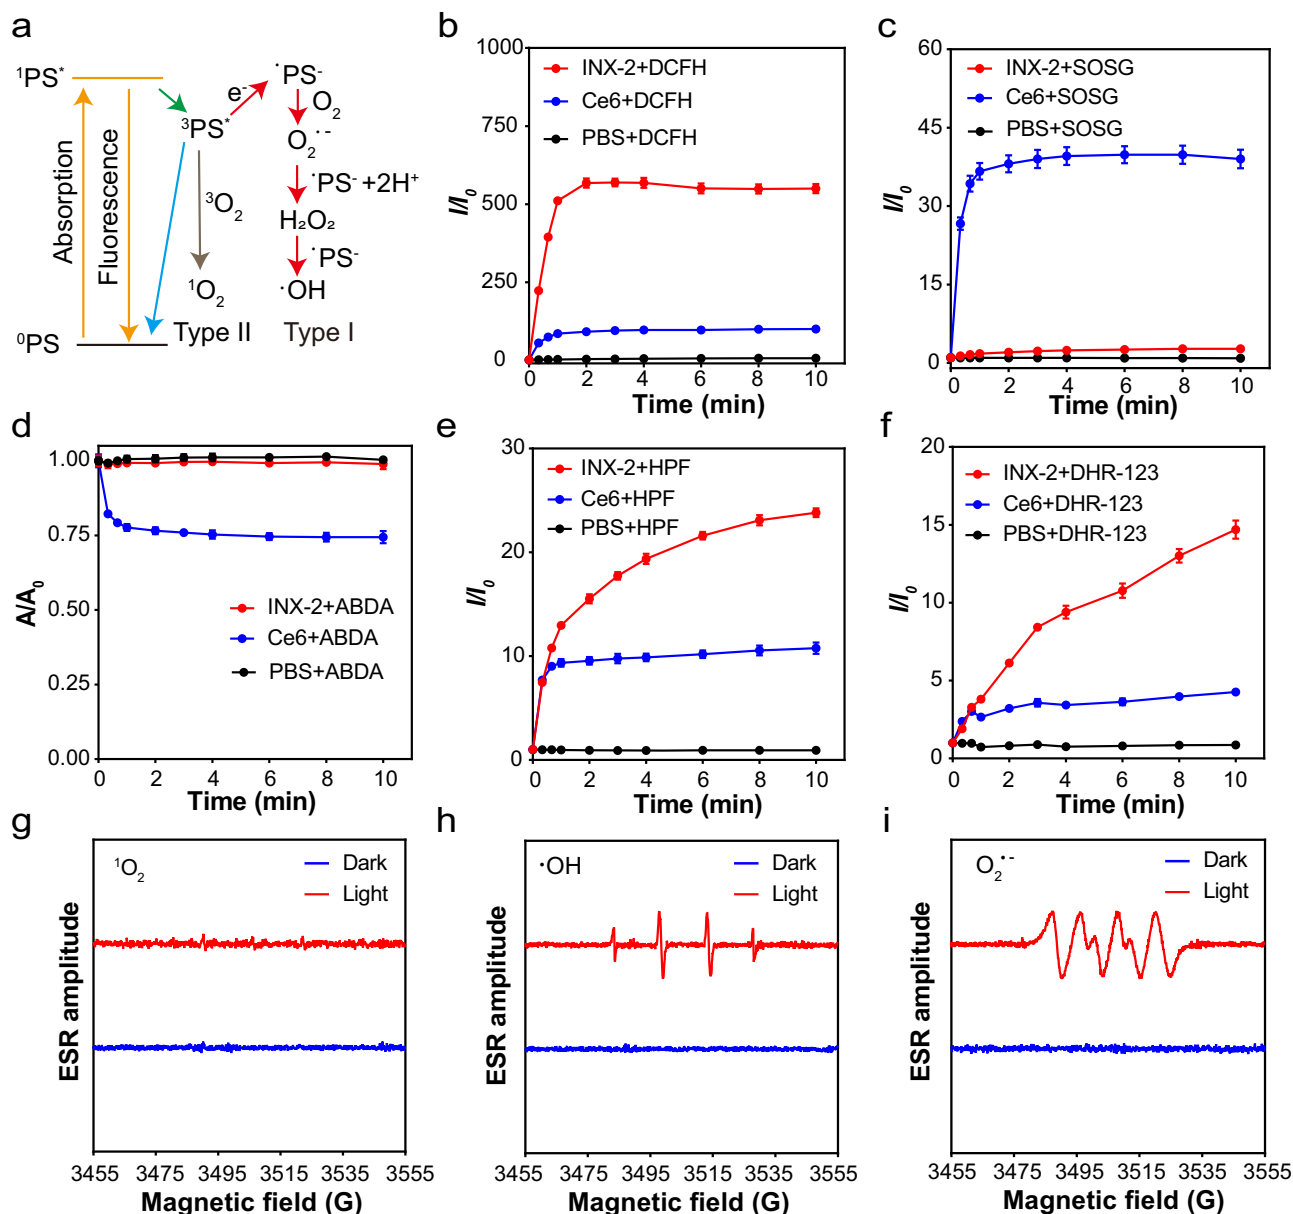 a
¹PS*
Absorption
Fluorescence
³PS*
e⁻
·PS⁻
O₂
O₂·⁻
·PS⁻ +2H⁺
H₂O₂
·PS⁻
·OH
³O₂
¹O₂
Type II
Type I
⁰PS
b
1000
750
500
250
0
I/I₀
INX-2+DCFH
Ce6+DCFH
PBS+DCFH
0 2 4 6 8 10
Time (min)
c
60
45
30
15
0
I/I₀
INX-2+SOSG
Ce6+SOSG
PBS+SOSG
0 2 4 6 8 10
Time (min)
d
1.00
0.75
0.50
0.25
0.00
A/A₀
INX-2+ABDA
Ce6+ABDA
PBS+ABDA
0 2 4 6 8 10
Time (min)
e
30
20
10
0
I/I₀
INX-2+HPF
Ce6+HPF
PBS+HPF
0 2 4 6 8 10
Time (min)
f
20
15
10
5
0
I/I₀
INX-2+DHR-123
Ce6+DHR-123
PBS+DHR-123
0 2 4 6 8 10
Time (min)
g
¹O₂
Dark
Light
ESR amplitude
3455 3475 3495 3515 3535 3555
Magnetic field (G)
h
·OH
Dark
Light
ESR amplitude
3455 3475 3495 3515 3535 3555
Magnetic field (G)
i
O₂•⁻
Dark
Light
ESR amplitude
3455 3475 3495 3515 3535 3555
Magnetic field (G)